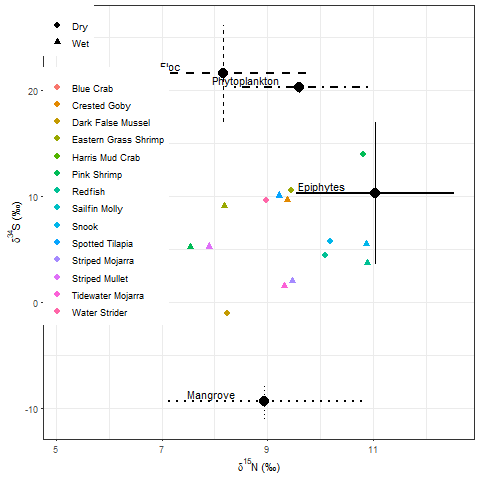 Dry
Wet
Floc
Phytoplankton
Blue Crab
Crested Goby
Dark False Mussel
Eastern Grass Shrimp
Harris Mud Crab
Pink Shrimp
Redfish
Sailfin Molly
Snook
Spotted Tilapia
Striped Mojarra
Striped Mullet
Tidewater Mojarra
Water Strider
Epiphytes
Mangrove
20
10
0
-10
δ³⁴S (‰)
5
7
9
11
δ¹⁵N (‰)